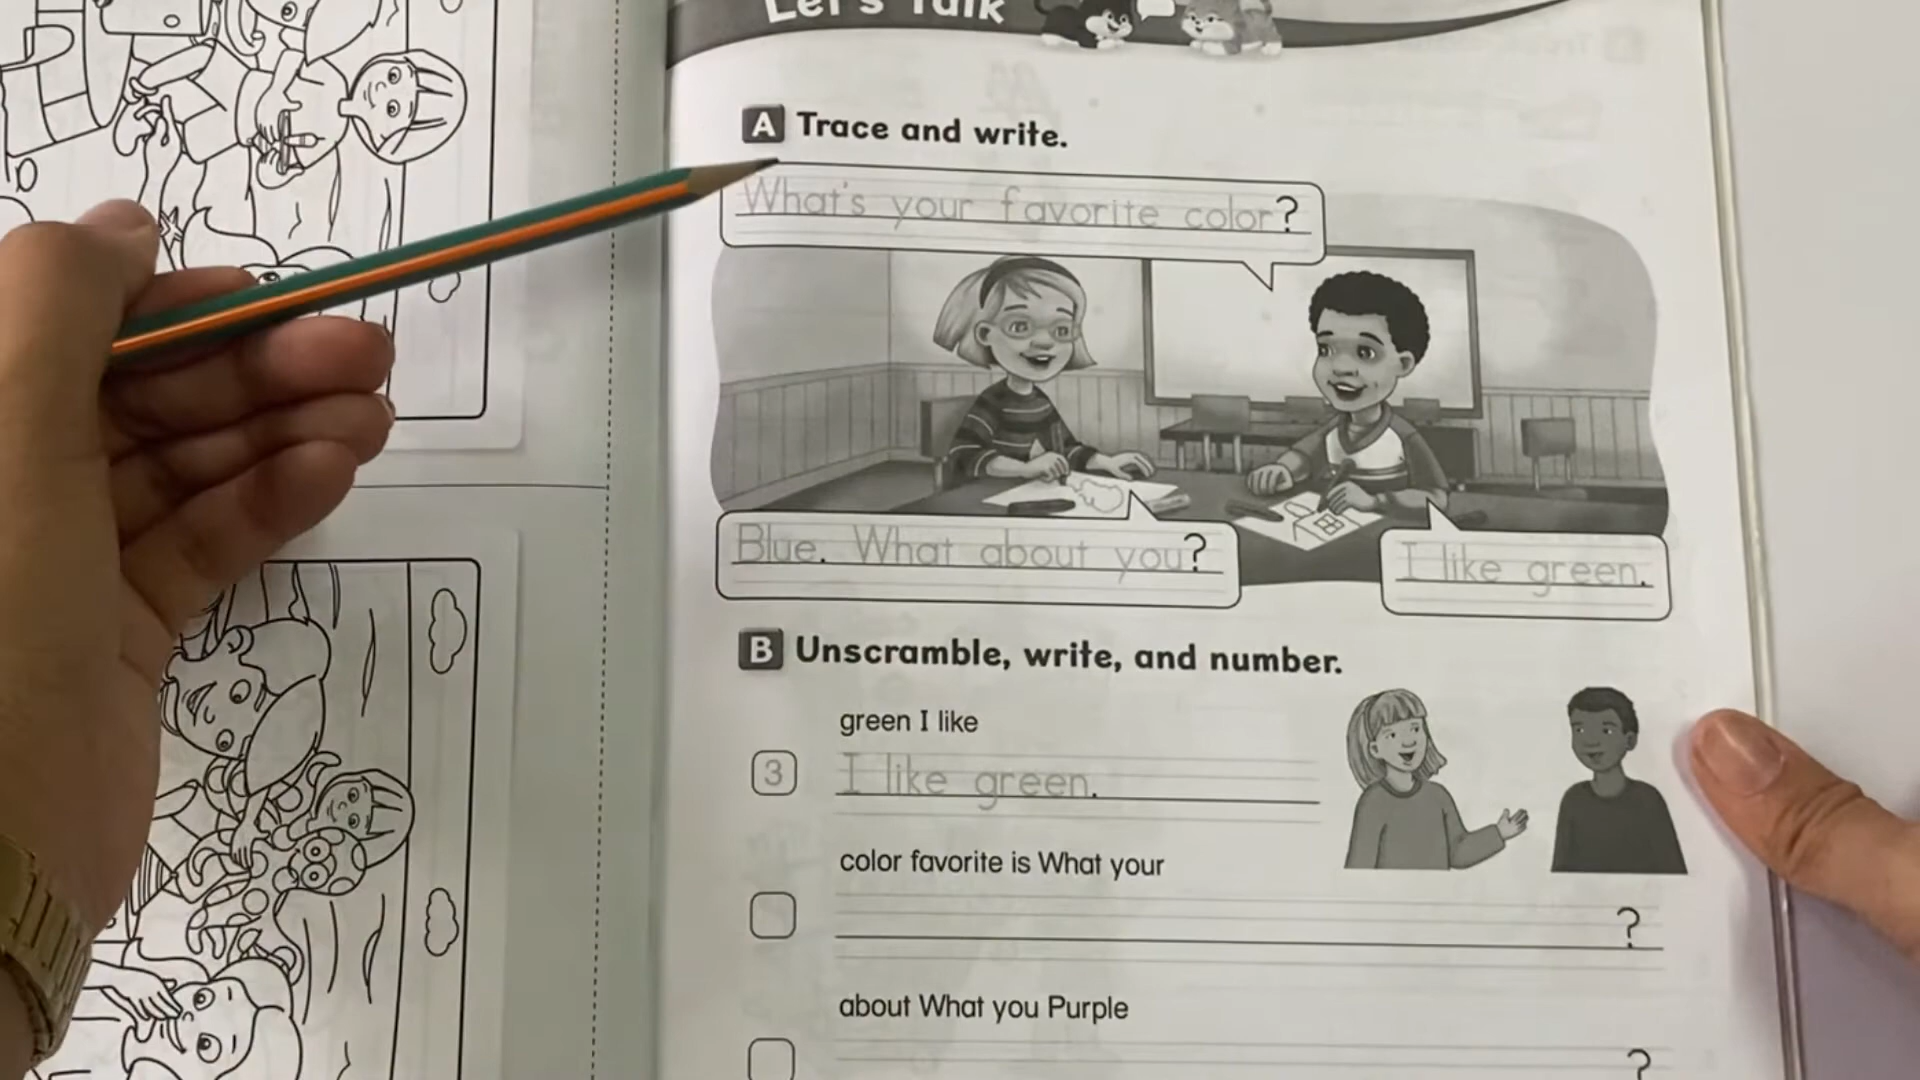 Let's Talk
A Trace and write.
What's your favorite color?
Blue. What about you?
I like green.
B Unscramble, write, and number.
green I like
3 I like green.
color favorite is What your
?
about What you Purple
?